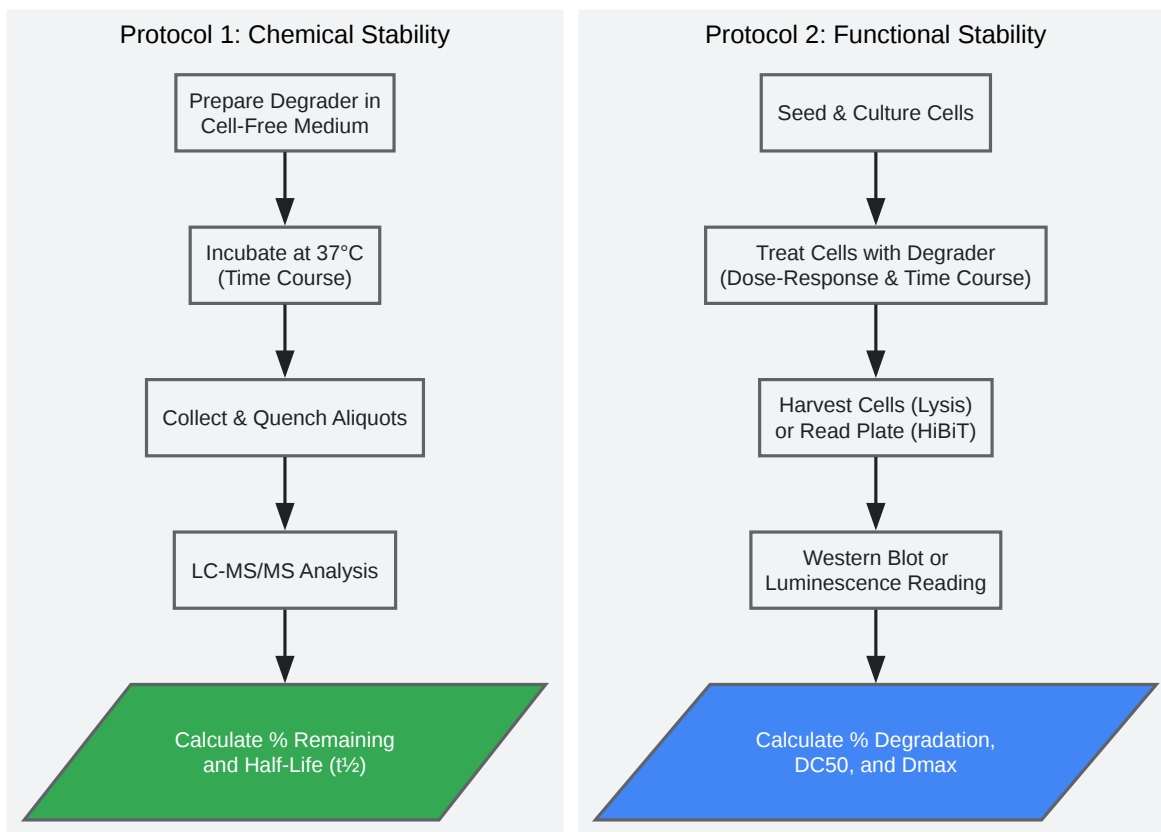 Protocol 1: Chemical Stability
Prepare Degrader in
Cell-Free Medium
Incubate at 37°C
(Time Course)
Collect & Quench Aliquots
LC-MS/MS Analysis
Calculate % Remaining
and Half-Life (t½)
Protocol 2: Functional Stability
Seed & Culture Cells
Treat Cells with Degrader
(Dose-Response & Time Course)
Harvest Cells (Lysis)
or Read Plate (HiBiT)
Western Blot or
Luminescence Reading
Calculate % Degradation,
DC50, and Dmax